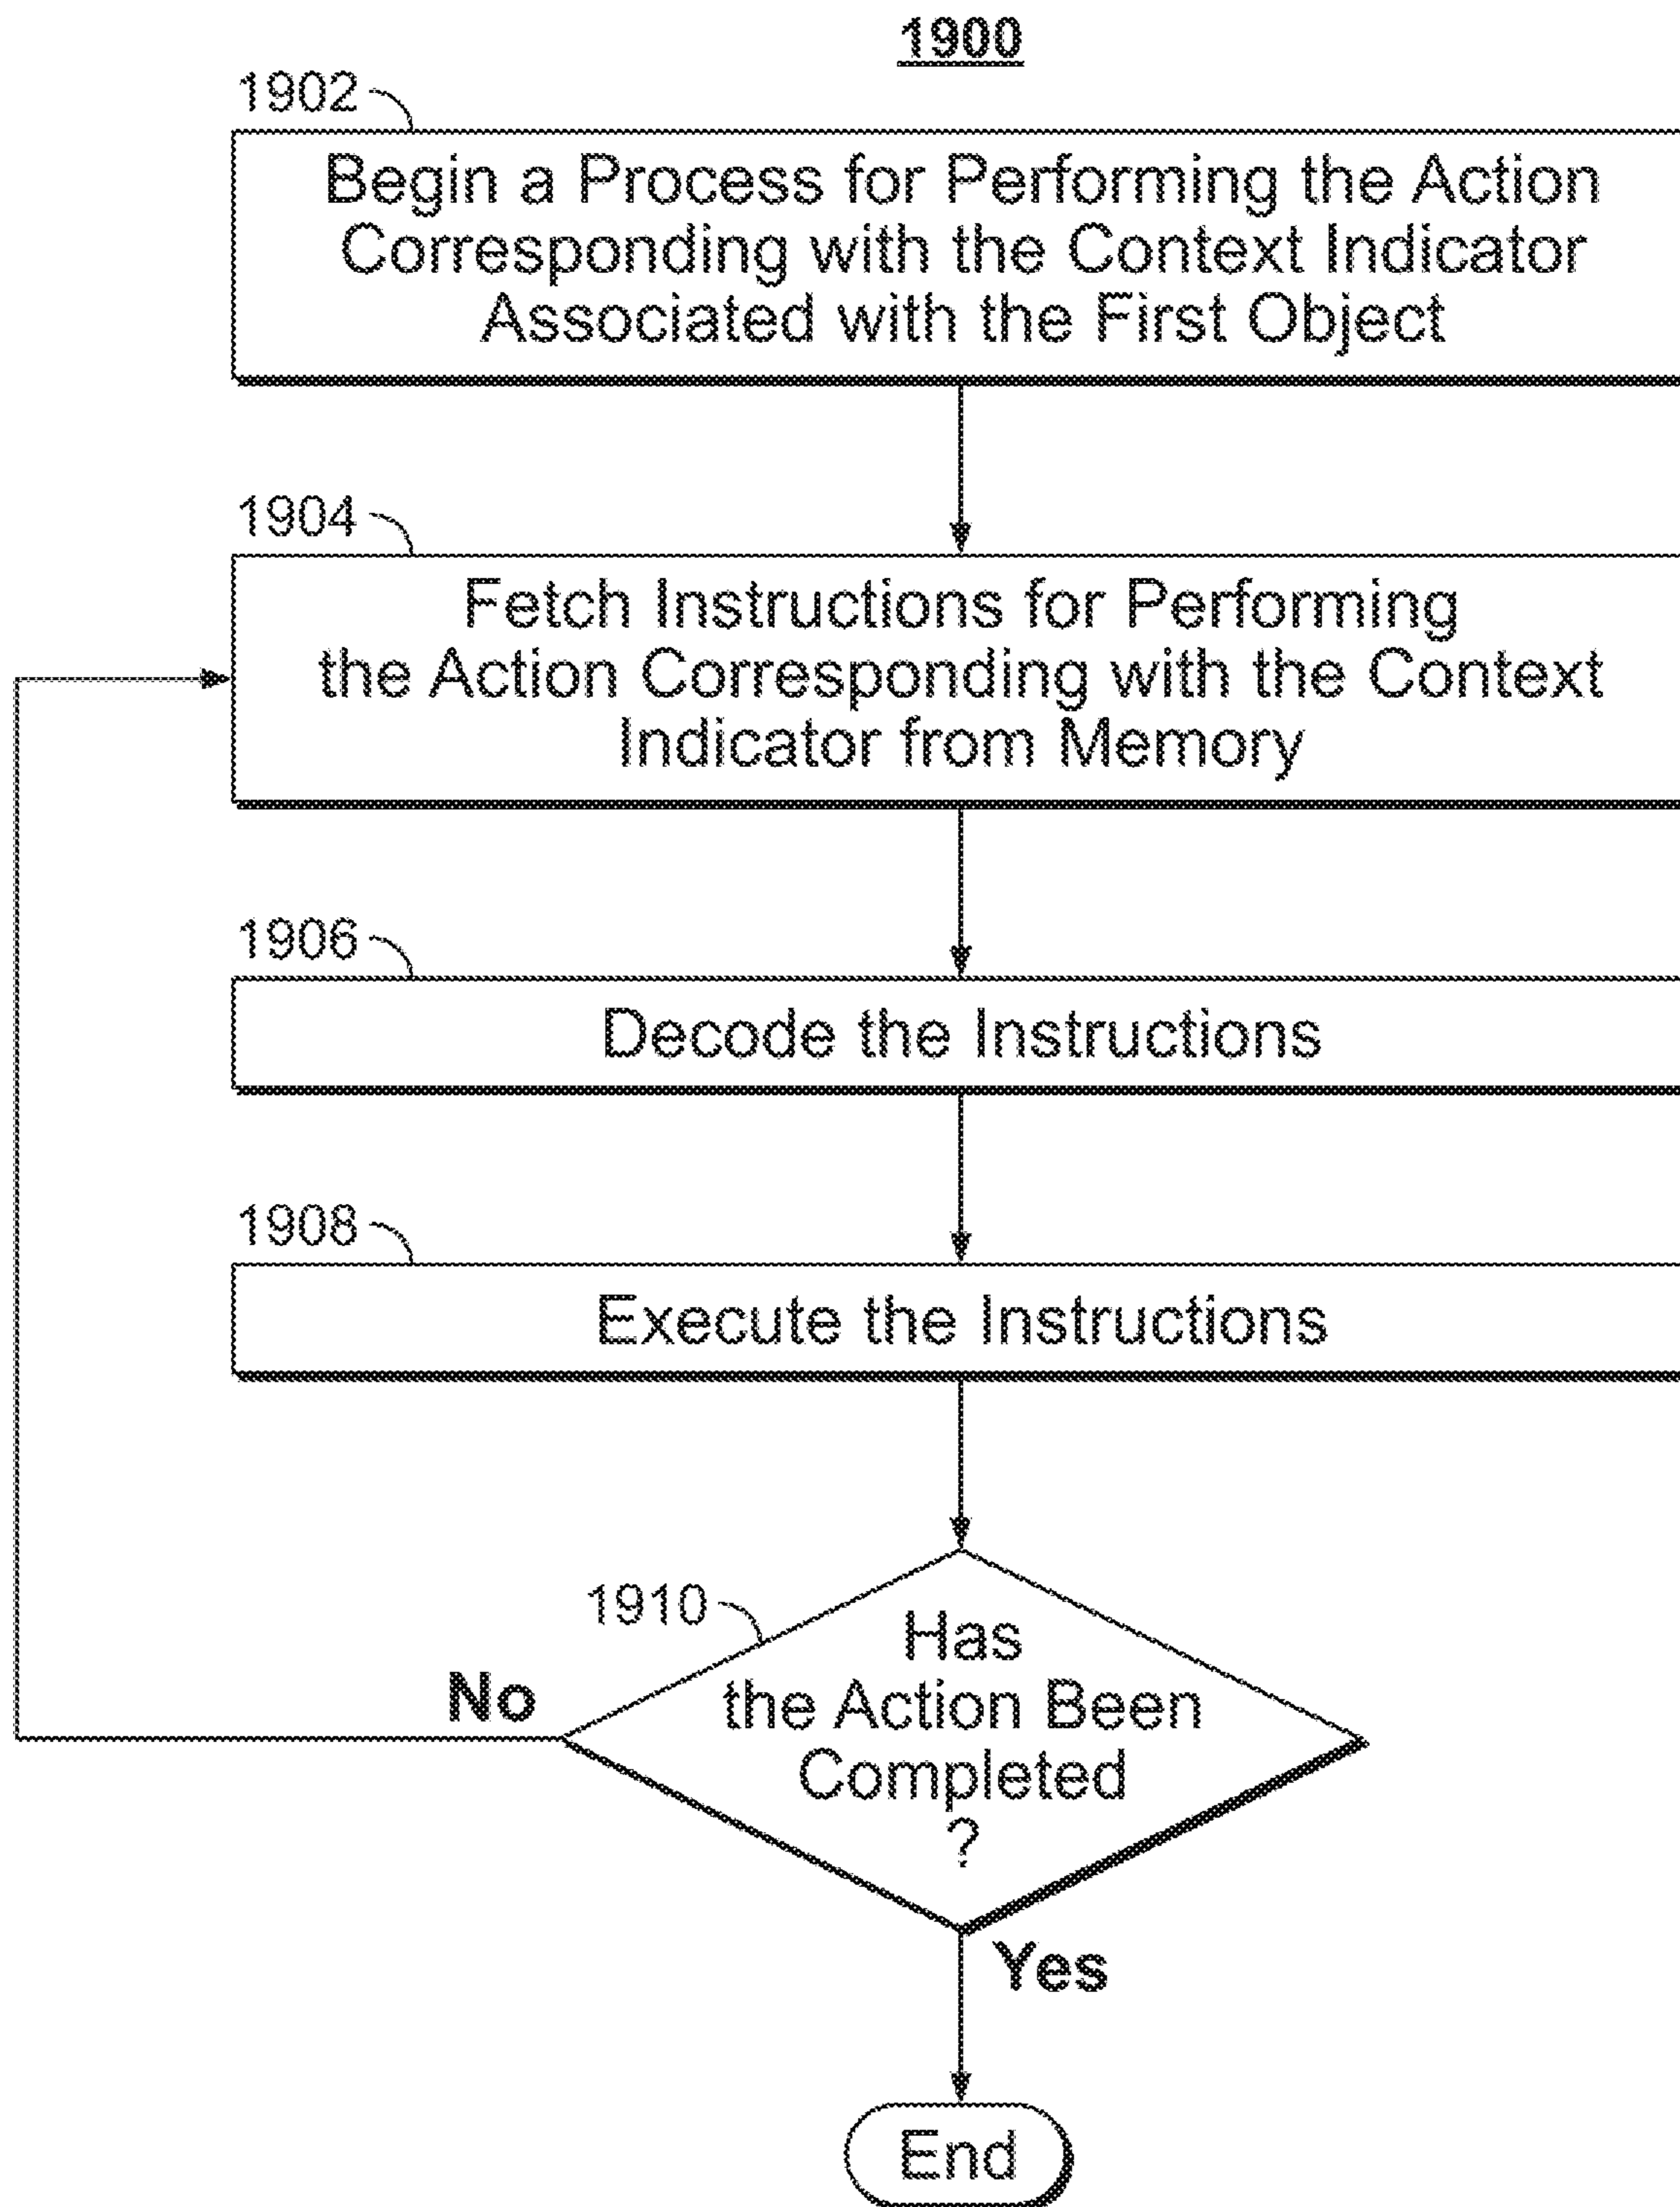 1900
1902
Begin a Process for Performing the Action
Corresponding with the Context Indicator
Associated with the First Object
1904
Fetch Instructions for Performing
the Action Corresponding with the Context
Indicator from Memory
1906
Decode the Instructions
1908
Execute the Instructions
1910
Has
the Action Been
Completed
?
No
Yes
End